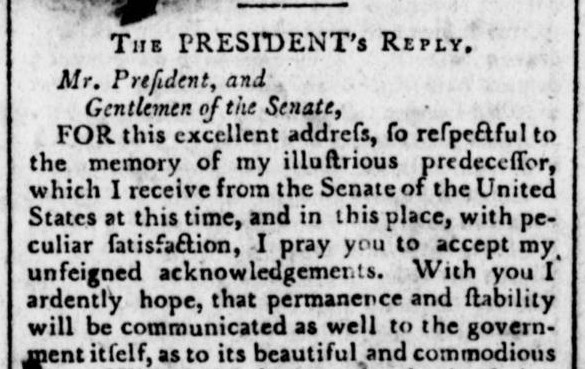 THE PRESIDENT's REPLY.
Mr. Preſident, and
Gentlemen of the Senate,
FOR this excellent addreſs, ſo reſpectful to
the memory of my illuſtrious predeceſſor,
which I receive from the Senate of the United
States at this time, and in this place, with pe-
culiar ſatisfaction, I pray you to accept my
unfeigned acknowledgements. With you I
ardently hope, that permanence and ſtability
will be communicated as well to the govern-
ment itſelf, as to its beautiful and commodious